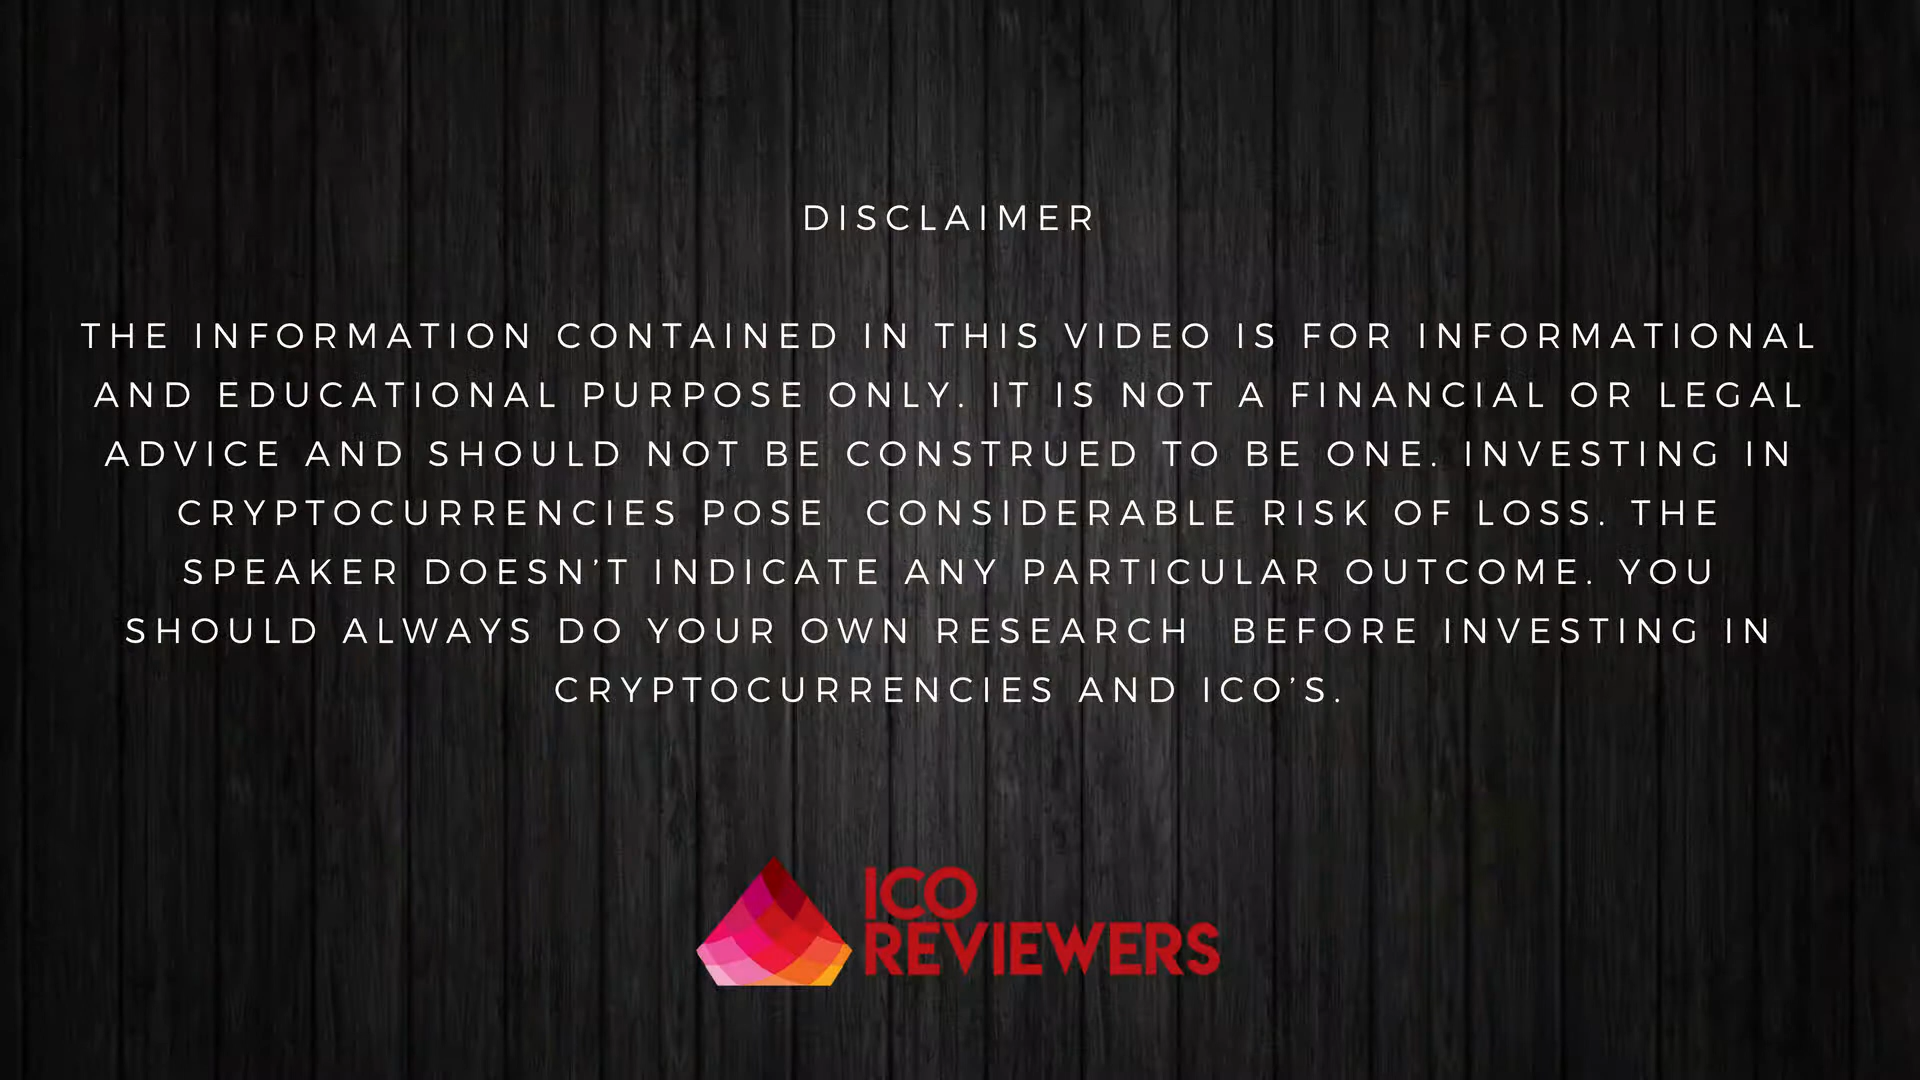 DISCLAIMER
THE INFORMATION CONTAINED IN THIS VIDEO IS FOR INFORMATIONAL
AND EDUCATIONAL PURPOSE ONLY. IT IS NOT A FINANCIAL OR LEGAL
ADVICE AND SHOULD NOT BE CONSTRUED TO BE ONE. INVESTING IN
CRYPTOCURRENCIES POSE  CONSIDERABLE RISK OF LOSS. THE
SPEAKER DOESN’T INDICATE ANY PARTICULAR OUTCOME. YOU
SHOULD ALWAYS DO YOUR OWN RESEARCH  BEFORE INVESTING IN
CRYPTOCURRENCIES AND ICO’S.
ICO
REVIEWERS